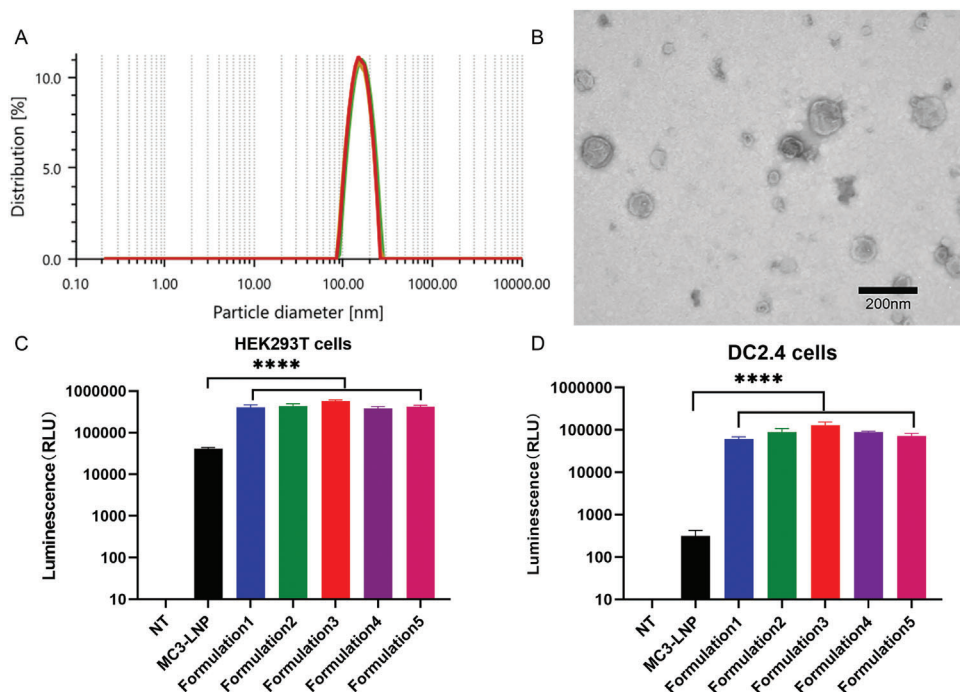 A
Distribution [%]
10.0
5.0
0.0
0.10
1.00
10.00
100.00
1000.00
10000.00
Particle diameter [nm]
B
200nm
C
HEK293T cells
****
Luminescence（RLU）
1000000
100000
10000
1000
100
10
NT
MC3-LNP
Formulation1
Formulation2
Formulation3
Formulation4
Formulation5
D
DC2.4 cells
****
Luminescence（RLU）
1000000
100000
10000
1000
100
10
NT
MC3-LNP
Formulation1
Formulation2
Formulation3
Formulation4
Formulation5